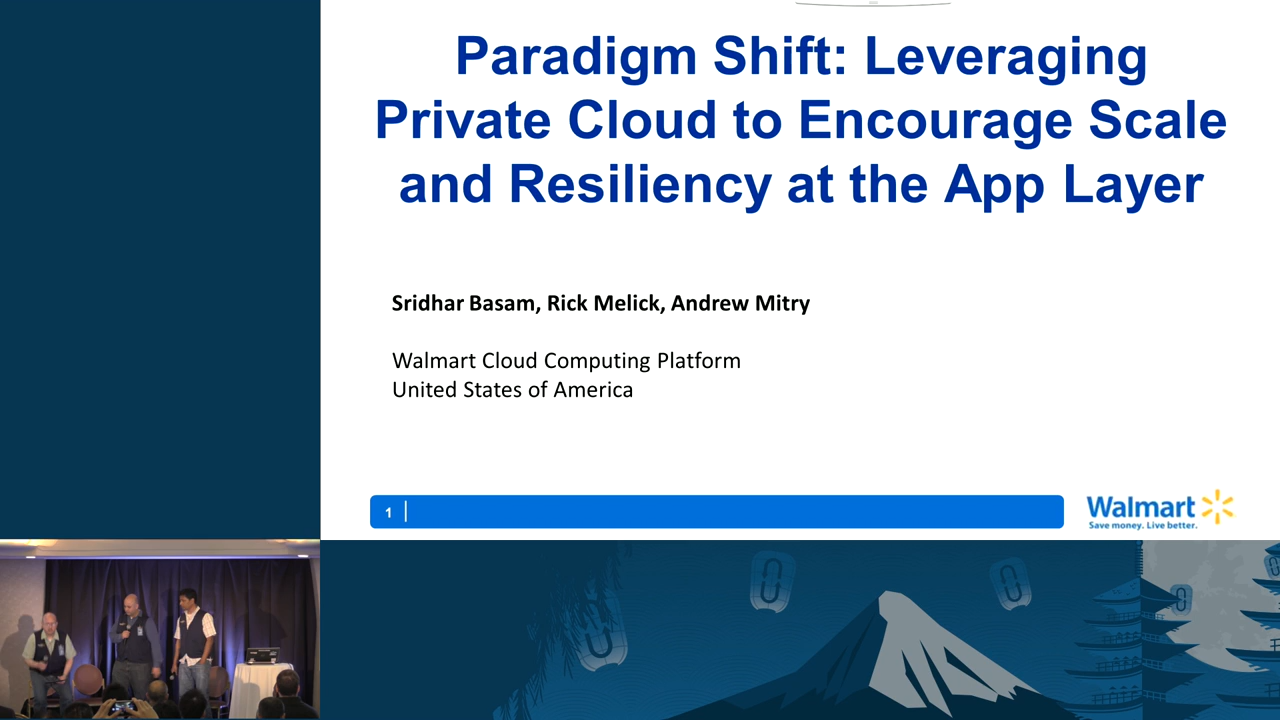 Paradigm Shift: Leveraging
Private Cloud to Encourage Scale
and Resiliency at the App Layer
Sridhar Basam, Rick Melick, Andrew Mitry
Walmart Cloud Computing Platform
United States of America
1
Walmart
Save money. Live better.